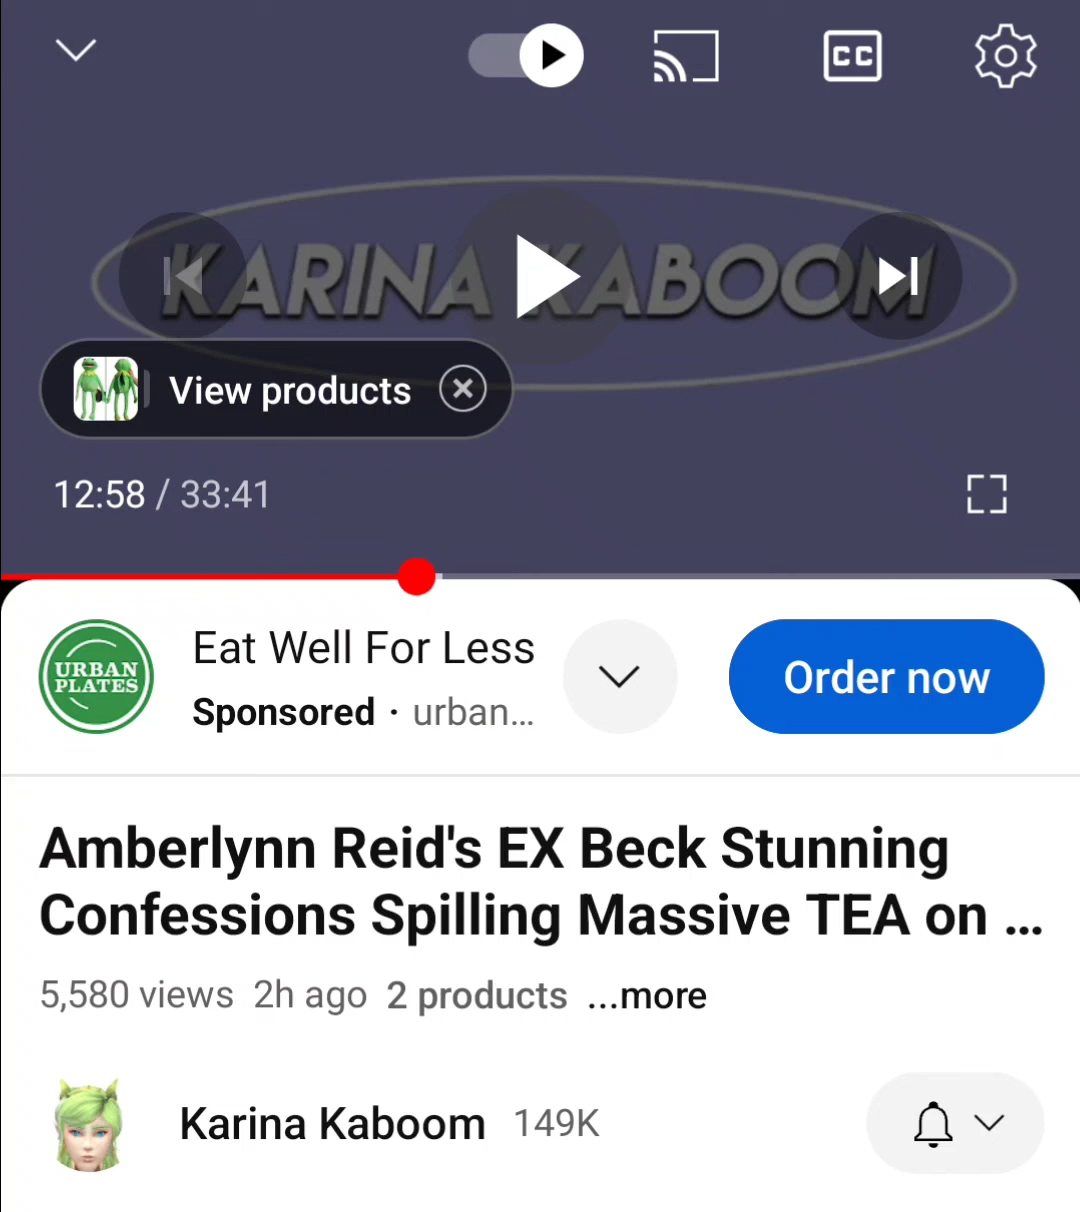 CC
KARINA KABOOM
View products
12:58 / 33:41
URBAN
PLATES
Eat Well For Less
Sponsored · urban...
Order now
Amberlynn Reid's EX Beck Stunning
Confessions Spilling Massive TEA on ...
5,580 views 2h ago 2 products ...more
Karina Kaboom 149K